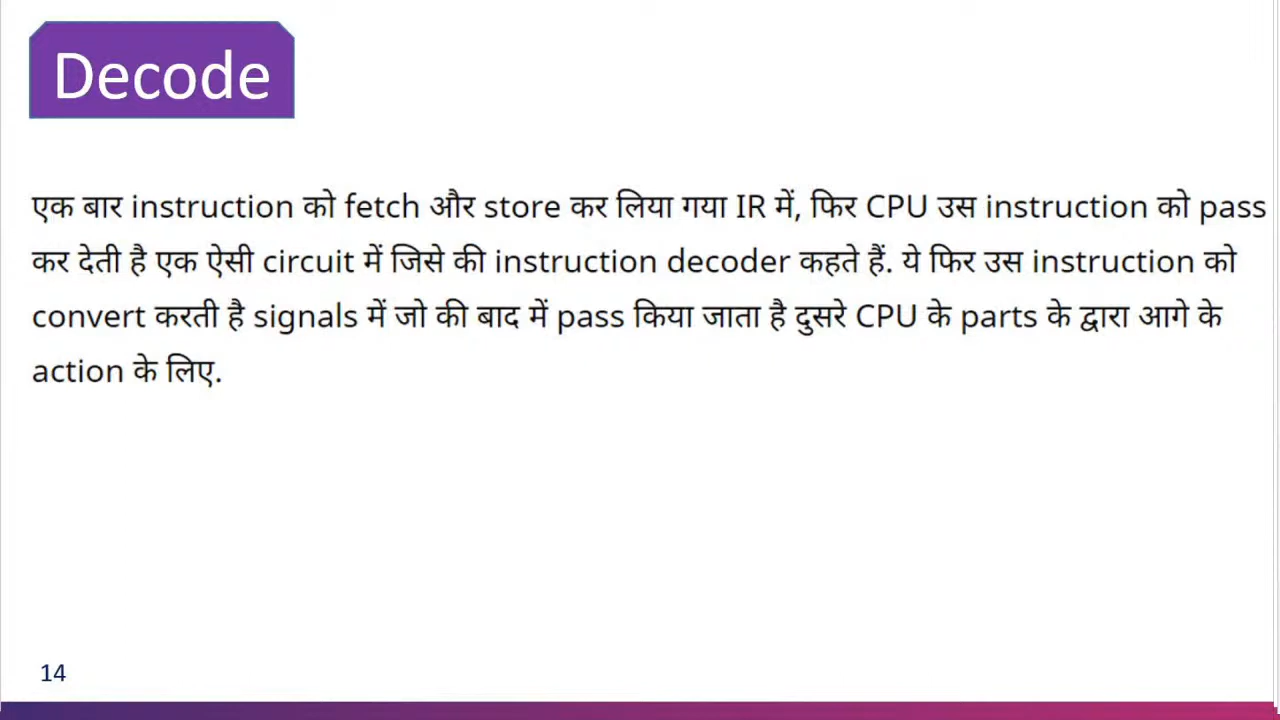 Decode
एक बार instruction को fetch और store कर लिया गया IR में, फिर CPU उस instruction को pass
कर देती है एक ऐसी circuit में जिसे की instruction decoder कहते हैं. ये फिर उस instruction को
convert करती है signals में जो की बाद में pass किया जाता है दुसरे CPU के parts के द्वारा आगे के
action के लिए.
14